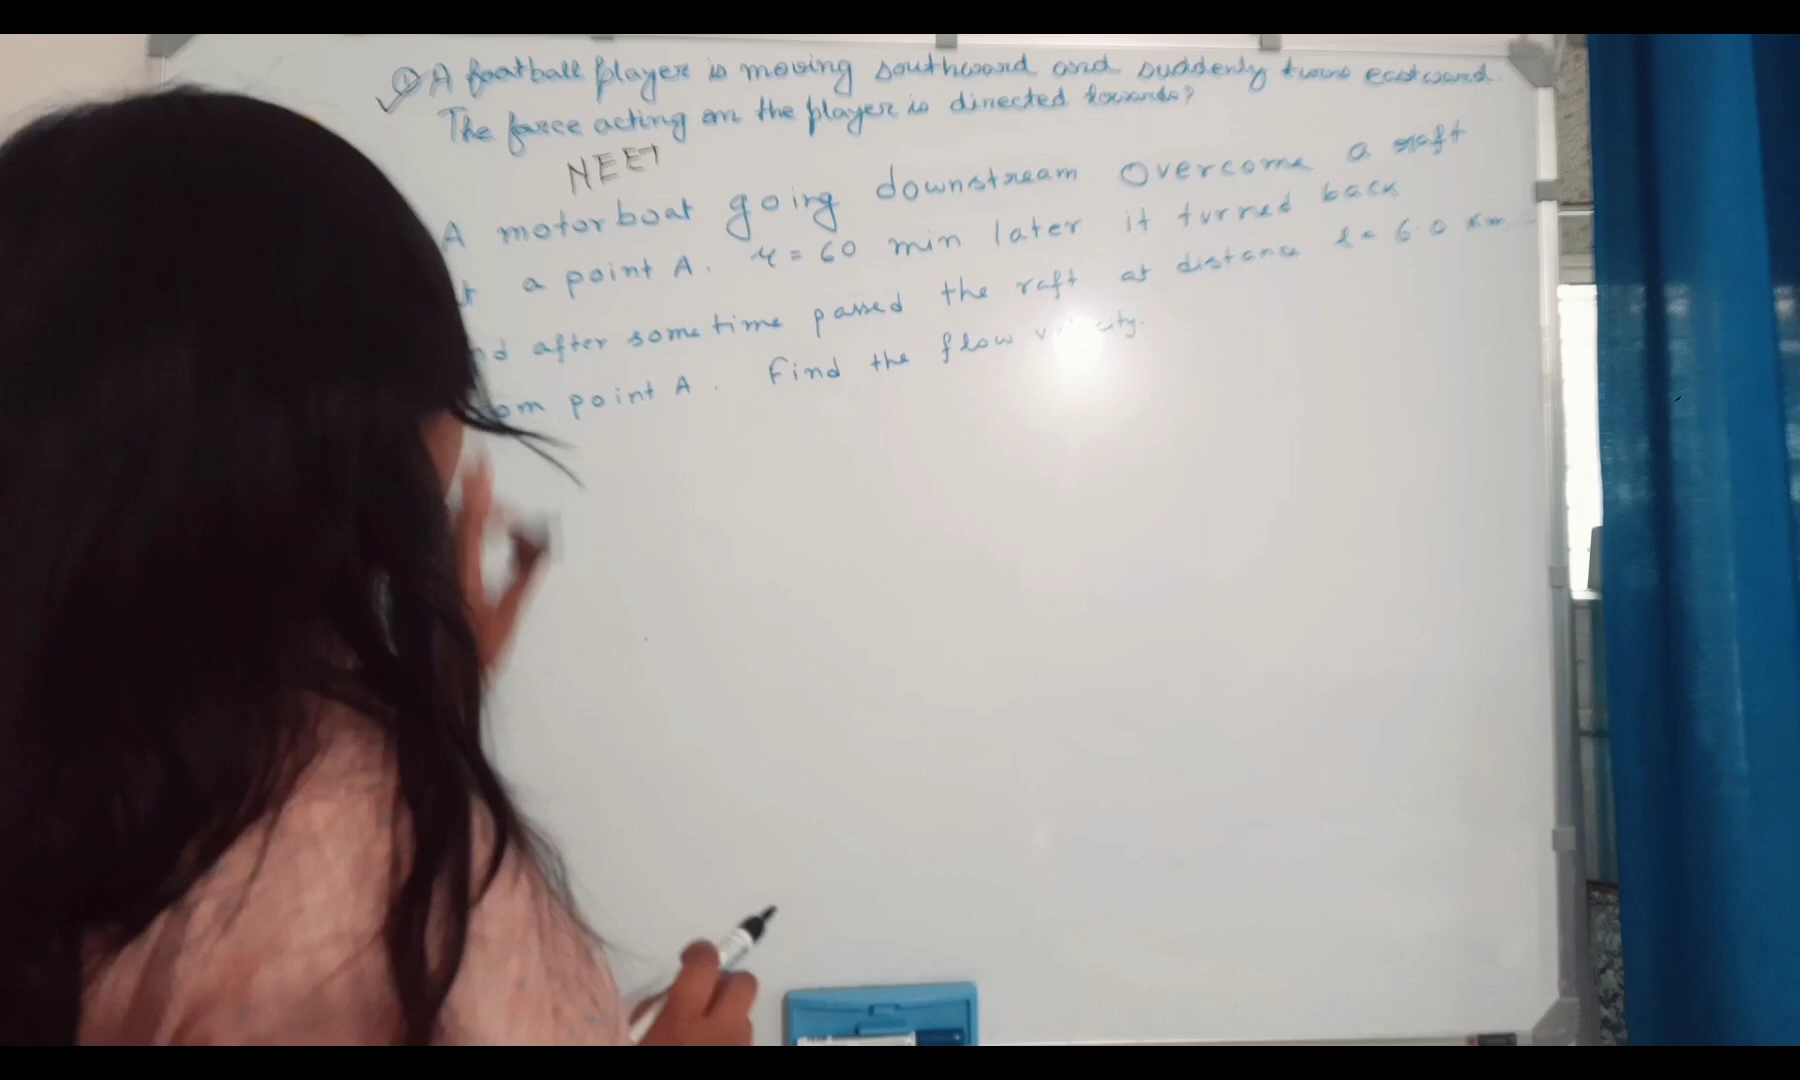 ① A football player is moving southward and suddenly turns eastward.
The force acting on the player is directed towards?
NEET
A motorboat going downstream overcome a raft
a point A. τ = 60 min later it turned back
after some time passed the raft at distance l = 6.0 km
point A. Find the flow